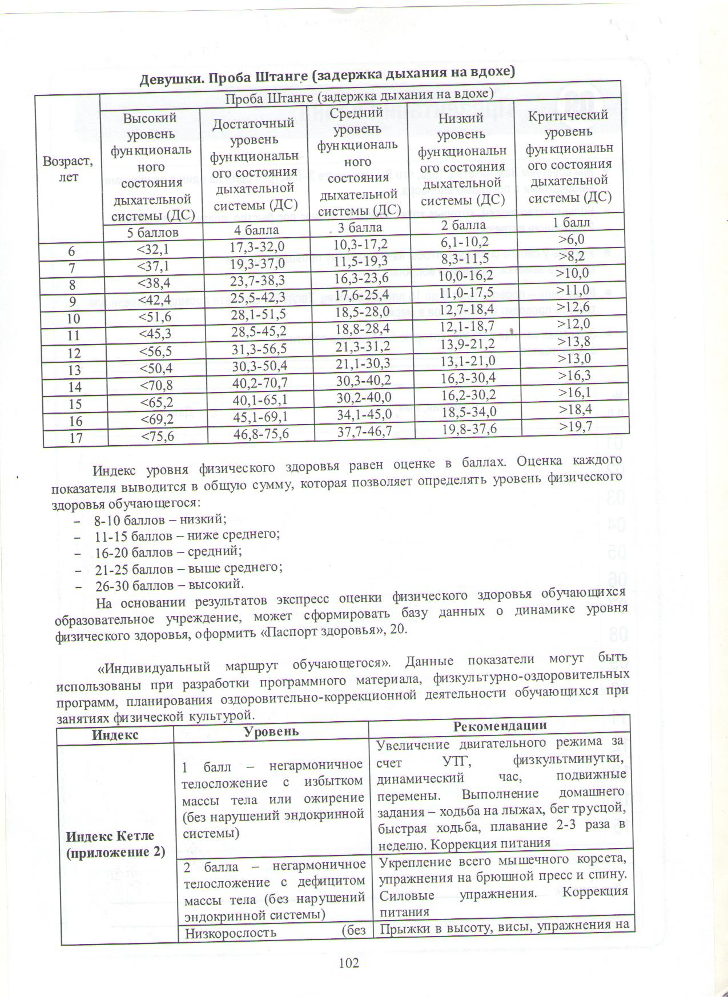 Девушки. Проба Штанге (задержка дыхания на вдохе)
Возраст, лет
Проба Штанге (задержка дыхания на вдохе)
Высокий
уровень
функциональ
ного
состояния
дыхательной
системы (ДС)
Достаточный
уровень
функциональн
ого состояния
дыхательной
системы (ДС)
Средний
уровень
функциональ
ного
состояния
дыхательной
системы (ДС)
Низкий
уровень
функциональн
ого состояния
дыхательной
системы (ДС)
Критический
уровень
функциональн
ого состояния
дыхательной
системы (ДС)
5 баллов 4 балла 3 балла 2 балла 1 балл
6 <32,1 17,3-32,0 10,3-17,2 6,1-10,2 >6,0
7 <37,1 19,3-37,0 11,5-19,3 8,3-11,5 >8,2
8 <38,4 23,7-38,3 16,3-23,6 10,0-16,2 >10,0
9 <42,4 25,5-42,3 17,6-25,4 11,0-17,5 >11,0
10 <51,6 28,1-51,5 18,5-28,0 12,7-18,4 >12,6
11 <45,3 28,5-45,2 18,8-28,4 12,1-18,7 >12,0
12 <56,5 31,3-56,5 21,3-31,2 13,9-21,2 >13,8
13 <50,4 30,3-50,4 21,1-30,3 13,1-21,0 >13,0
14 <70,8 40,2-70,7 30,3-40,2 16,3-30,4 >16,3
15 <65,2 40,1-65,1 30,2-40,0 16,2-30,2 >16,1
16 <69,2 45,1-69,1 34,1-45,0 18,5-34,0 >18,4
17 <75,6 46,8-75,6 37,7-46,7 19,8-37,6 >19,7
Индекс уровня физического здоровья равен оценке в баллах. Оценка каждого
показателя выводится в общую сумму, которая позволяет определять уровень физического
здоровья обучающегося:
- 8-10 баллов – низкий;
- 11-15 баллов – ниже среднего;
- 16-20 баллов – средний;
- 21-25 баллов – выше среднего;
- 26-30 баллов – высокий.
На основании результатов экспресс оценки физического здоровья обучающихся
образовательное учреждение, может сформировать базу данных о динамике уровня
физического здоровья, оформить «Паспорт здоровья», 20.
«Индивидуальный маршрут обучающегося». Данные показатели могут быть
использованы при разработки программного материала, физкультурно-оздоровительных
программ, планирования оздоровительно-коррекционной деятельности обучающихся при
занятиях физической культурой.
Индекс Уровень Рекомендации
Индекс Кетле
(приложение 2)
1 балл – негармоничное
телосложение с избытком
массы тела или ожирение
(без нарушений эндокринной
системы)
Увеличение двигательного режима за
счет УТГ, физкультминутки,
динамический час, подвижные
перемены. Выполнение домашнего
задания – ходьба на лыжах, бег трусцой,
быстрая ходьба, плавание 2-3 раза в
неделю. Коррекция питания
2 балла – негармоничное
телосложение с дефицитом
массы тела (без нарушений
эндокринной системы)
Укрепление всего мышечного корсета,
упражнения на брюшной пресс и спину.
Силовые упражнения. Коррекция
питания
Низкорослость (без
Прыжки в высоту, висы, упражнения на
102